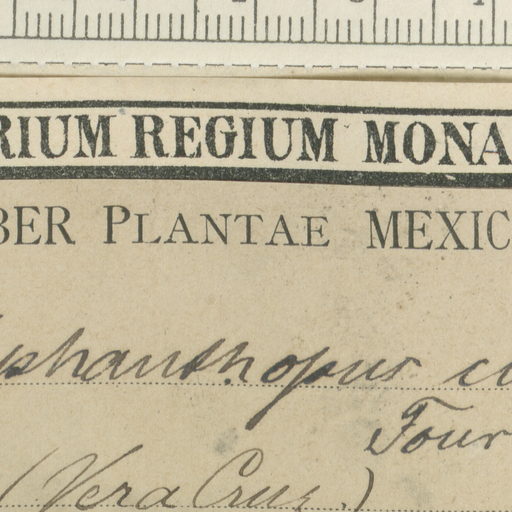 RIUM REGIUM MONA
BER PLANTAE MEXIC
phanthopus
Four
(Vera Cruz.)